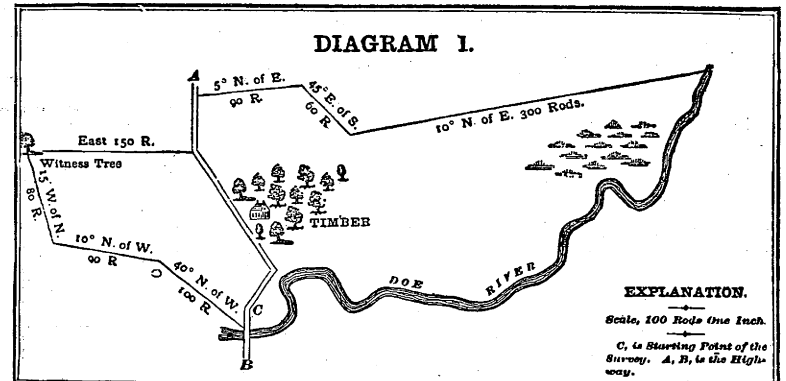 DIAGRAM 1.
A
5° N. of E.
90 R.
45° E. of S.
60 R.
10° N. of E. 300 Rods.
East 150 R.
Witness Tree
15 W. of N.
80 R.
TIMBER
10° N. of W.
90 R
C
40° N. of W.
100 R.
C
B
DOE RIVER
EXPLANATION.
Scale, 100 Rods One Inch.
C, is Starting Point of the
Survey. A, B, is the High-
way.